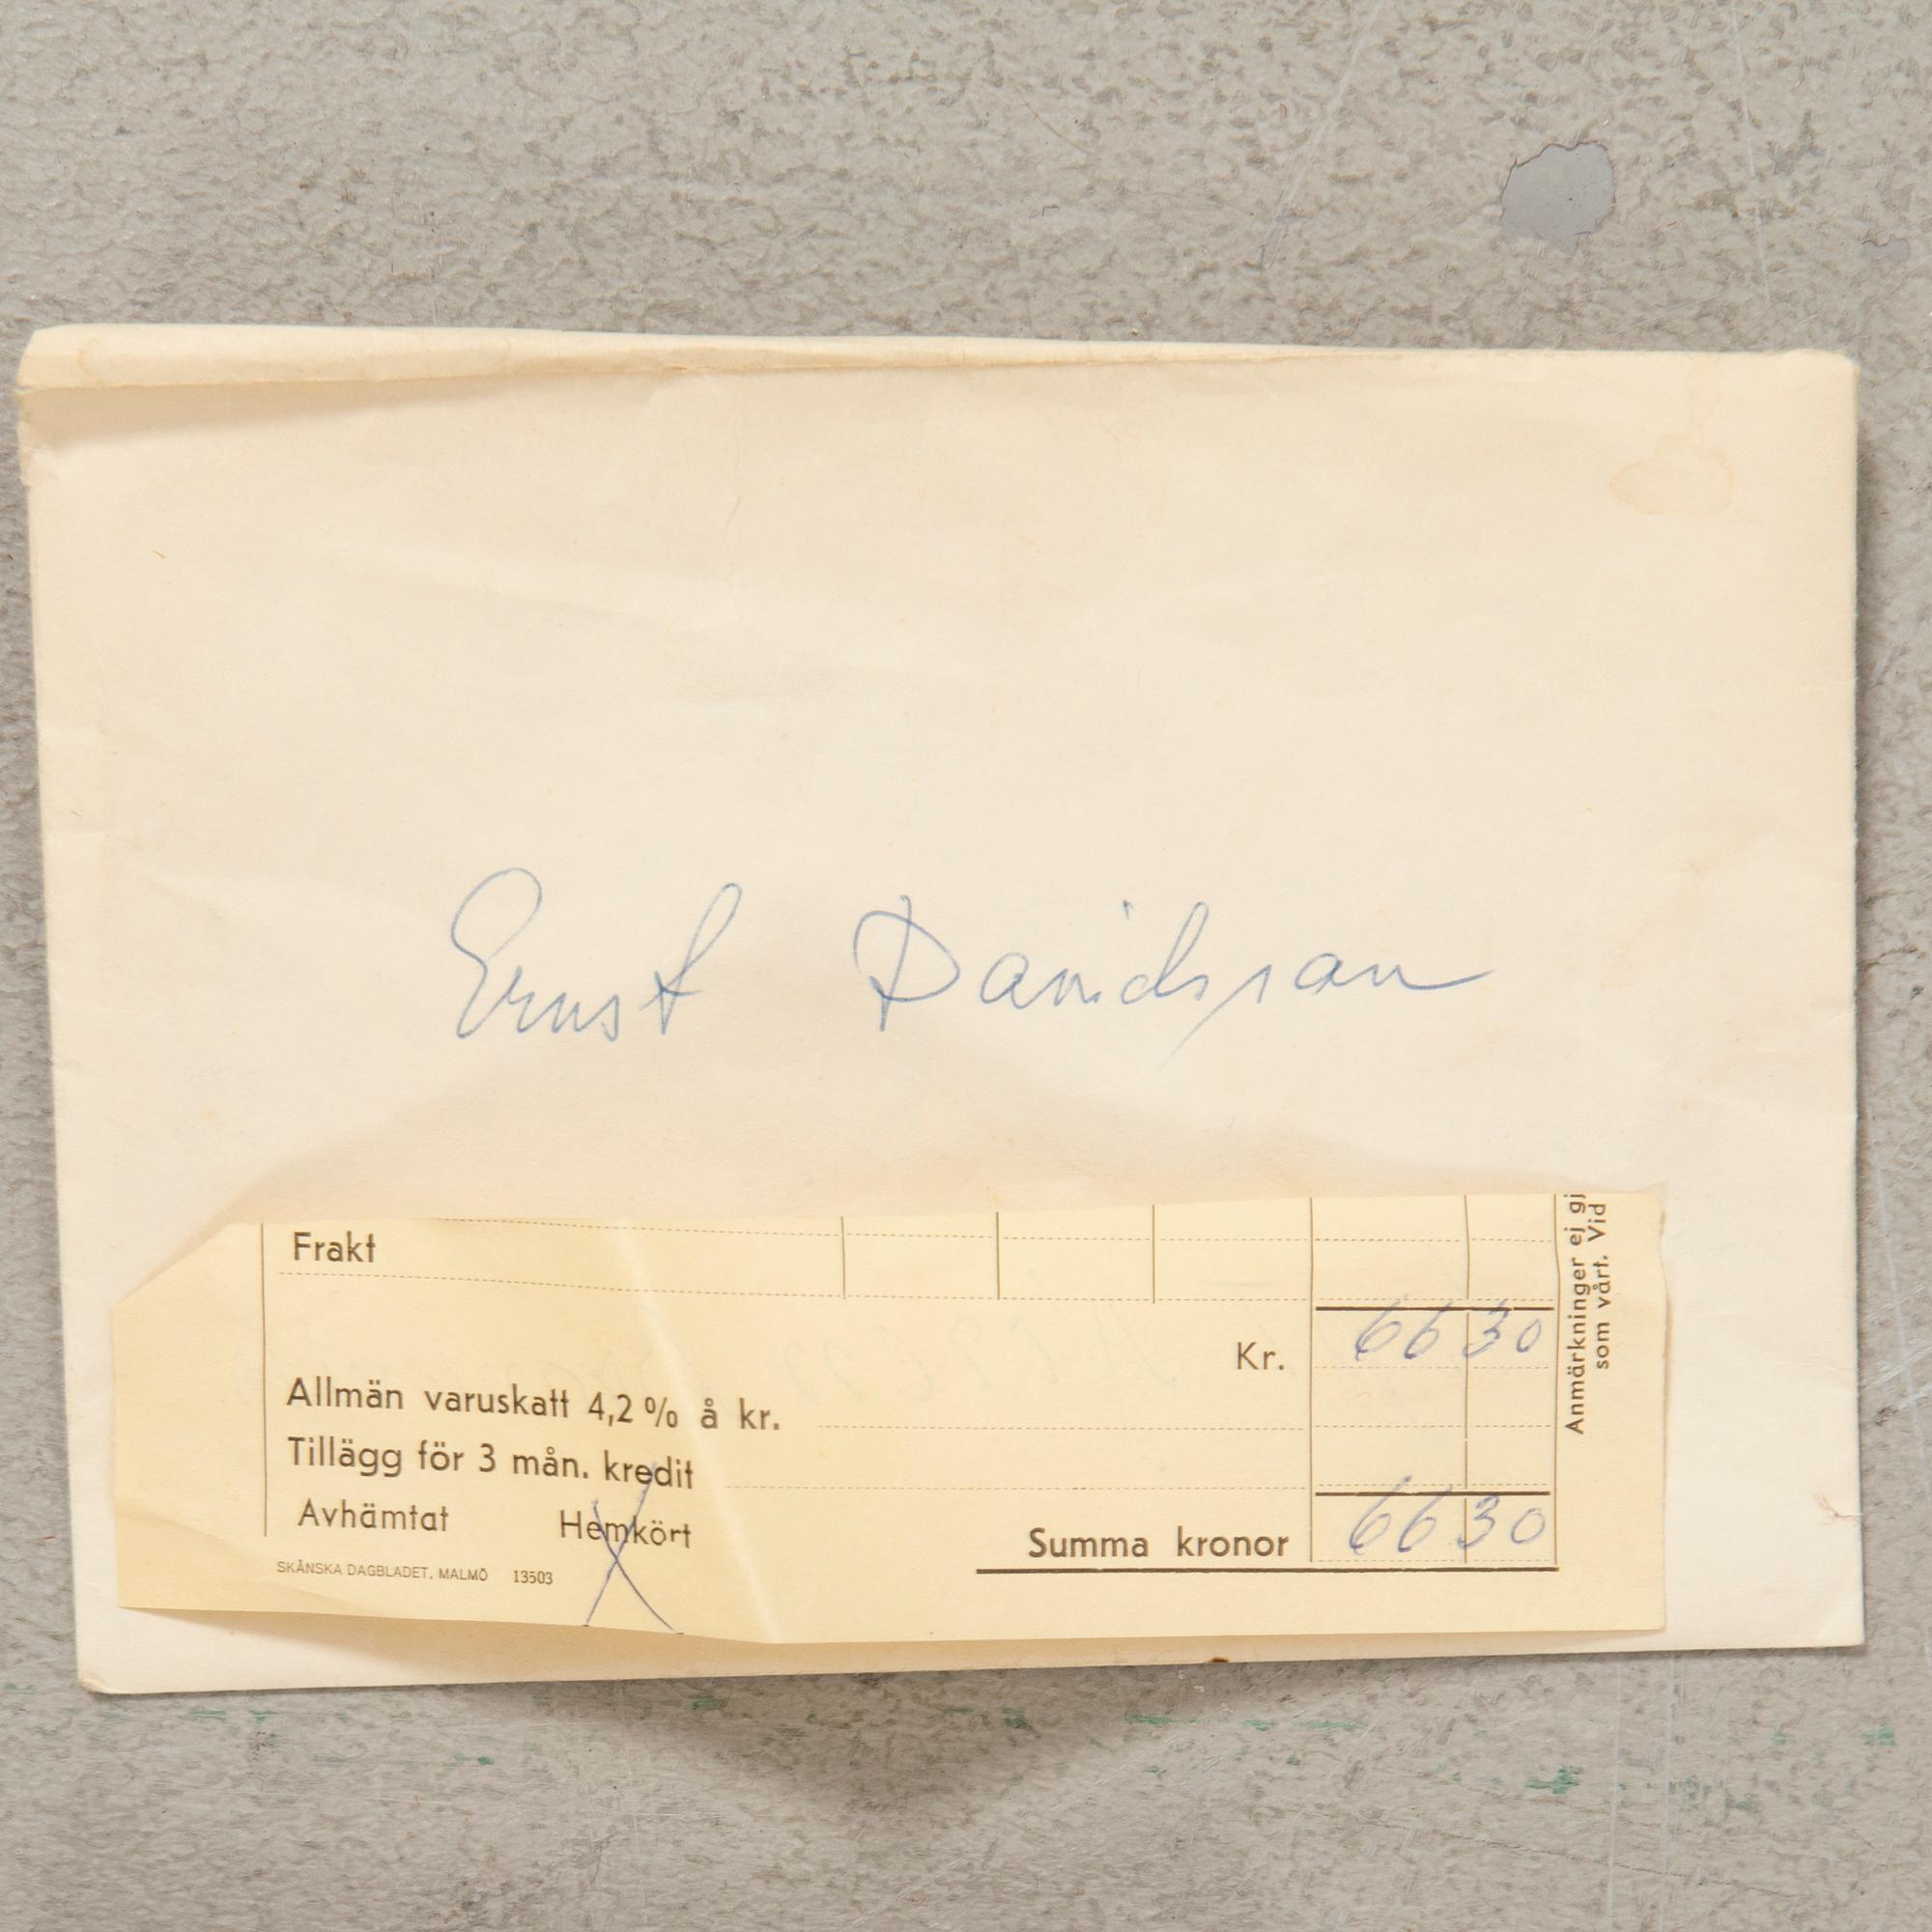 Ernst Davidsson
Frakt
Kr. 66 30
Allmän varuskatt 4,2 % å kr.
Tillägg för 3 mån. kredit
Avhämtat Hemkört
Summa kronor 66 30
SKÅNSKA DAGBLADET, MALMÖ 13503
Anmärkninger ej gj
som vårt. Vid